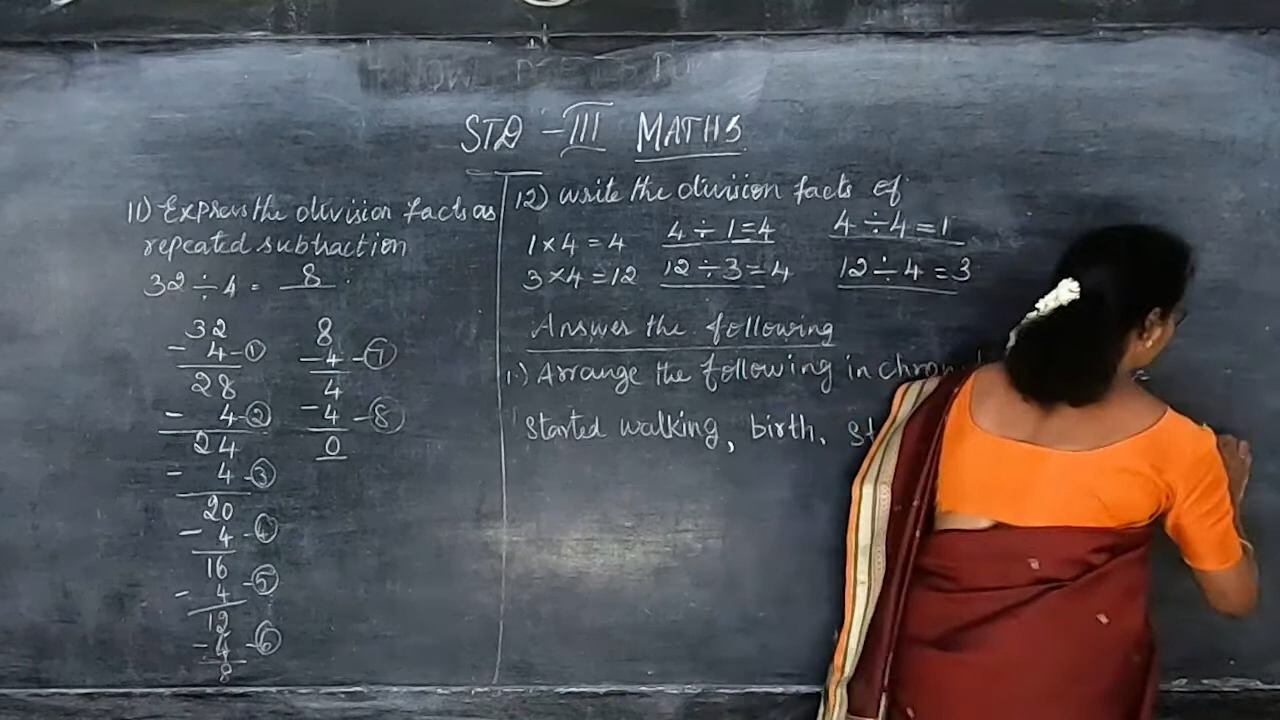 STD - III MATHS
11) Express the division facts as
repeated subtraction
32 ÷ 4 = 8
32
- 4 - ①
28
- 4 - ②
24
- 4 - ③
20
- 4 - ④
16
- 4 - ⑤
12
- 4 - ⑥
8
8
- 4 - ⑦
4
- 4 - ⑧
0
12) Write the division facts of
1 × 4 = 4 4 ÷ 1 = 4 4 ÷ 4 = 1
3 × 4 = 12 12 ÷ 3 = 4 12 ÷ 4 = 3
Answer the following
1.) Arrange the following in
started walking, birth,